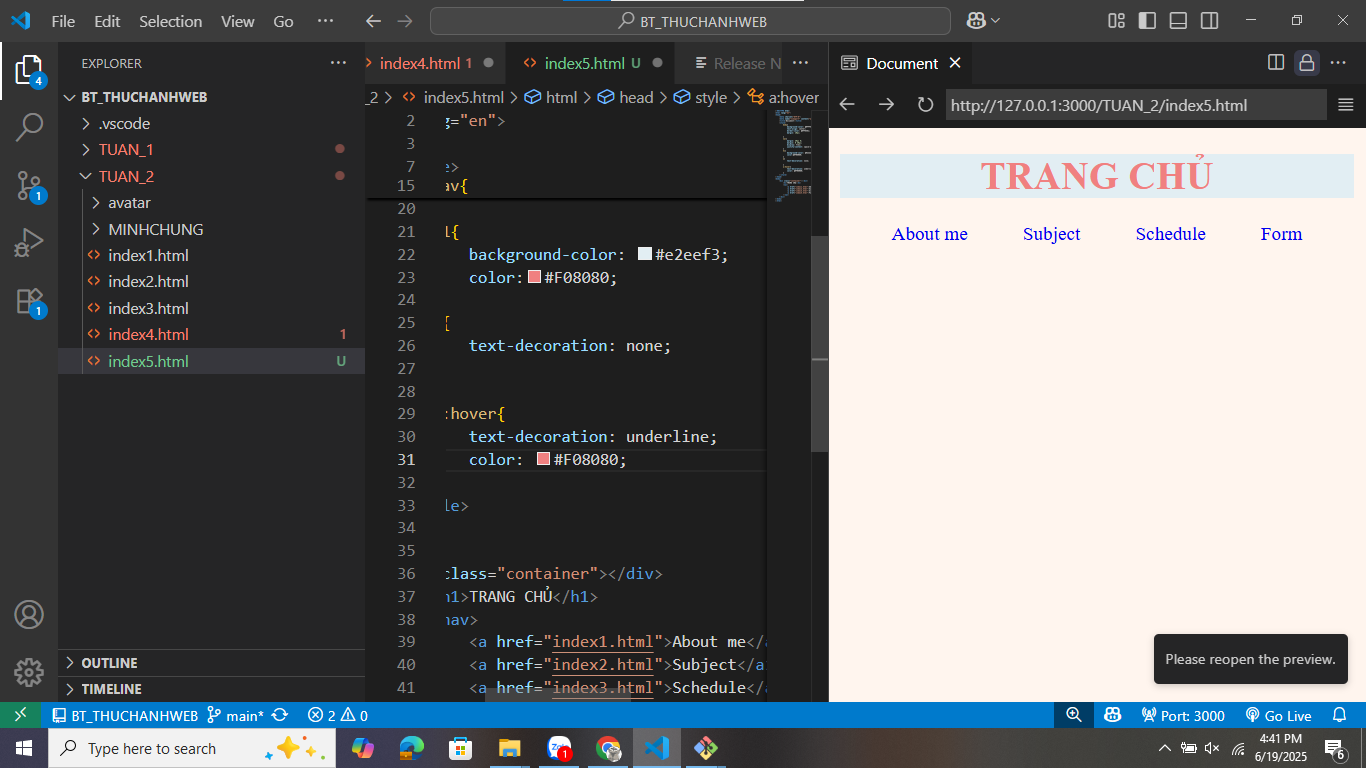 File Edit Selection View Go ··· BT_THUCHANHWEB
EXPLORER ···
BT_THUCHANHWEB
.vscode
TUAN_1
TUAN_2
avatar
MINHCHUNG
index1.html
index2.html
index3.html
index4.html 1
index5.html U
OUTLINE
TIMELINE
4
1
1
index4.html 1 index5.html U Release N ···
_2 > index5.html > html > head > style > a:hover
2 g="en">
3
7 e>
15 av{
20
21 1{
22 background-color: #e2eef3;
23 color: #F08080;
24
25 {
26 text-decoration: none;
27
28
29 :hover{
30 text-decoration: underline;
31 color: #F08080;
32
33 le>
34
35
36 class="container"></div>
37 h1>TRANG CHỦ</h1>
38 nav>
39 <a href="index1.html">About me</a
40 <a href="index2.html">Subject</a
41 <a href="index3.html">Schedule</a
Document
http://127.0.0.1:3000/TUAN_2/index5.html
TRANG CHỦ
About me Subject Schedule Form
Please reopen the preview.
BT_THUCHANHWEB main* 2 0 Port: 3000 Go Live
Type here to search
1
4:41 PM
6/19/2025
6